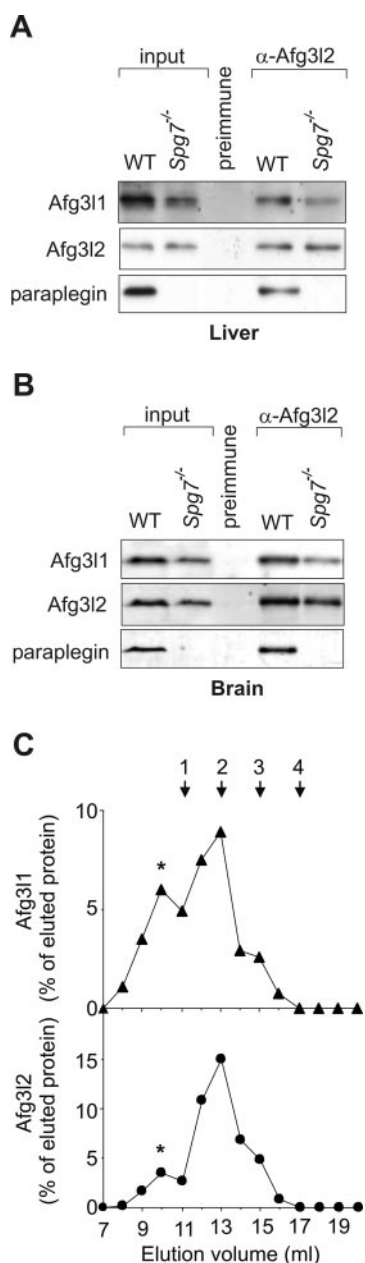 A
input
α-Afg3l2
WT
Spg7-/-
preimmune
WT
Spg7-/-
Afg3l1
Afg3l2
paraplegin
Liver
B
input
α-Afg3l2
WT
Spg7-/-
preimmune
WT
Spg7-/-
Afg3l1
Afg3l2
paraplegin
Brain
C
1 2 3 4
Afg3l1
(% of eluted protein)
10
5
0
*
Afg3l2
(% of eluted protein)
15
10
5
0
*
7 9 11 13 15 17 19
Elution volume (ml)